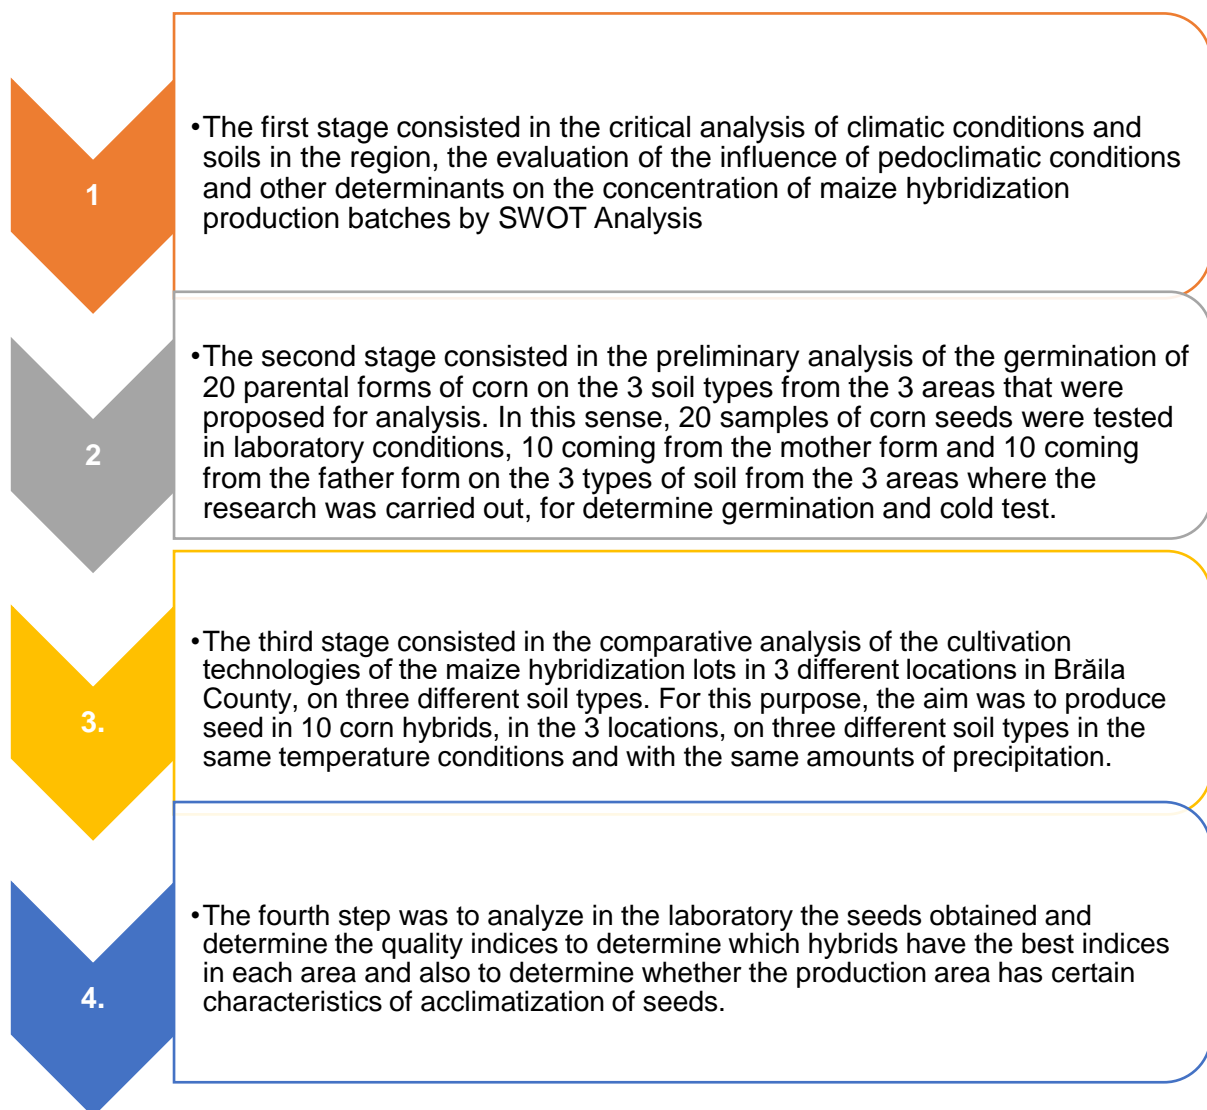 1
•The first stage consisted in the critical analysis of climatic conditions and
soils in the region, the evaluation of the influence of pedoclimatic conditions
and other determinants on the concentration of maize hybridization
production batches by SWOT Analysis
2
•The second stage consisted in the preliminary analysis of the germination of
20 parental forms of corn on the 3 soil types from the 3 areas that were
proposed for analysis. In this sense, 20 samples of corn seeds were tested
in laboratory conditions, 10 coming from the mother form and 10 coming
from the father form on the 3 types of soil from the 3 areas where the
research was carried out, for determine germination and cold test.
3.
•The third stage consisted in the comparative analysis of the cultivation
technologies of the maize hybridization lots in 3 different locations in Brăila
County, on three different soil types. For this purpose, the aim was to produce
seed in 10 corn hybrids, in the 3 locations, on three different soil types in the
same temperature conditions and with the same amounts of precipitation.
4.
•The fourth step was to analyze in the laboratory the seeds obtained and
determine the quality indices to determine which hybrids have the best indices
in each area and also to determine whether the production area has certain
characteristics of acclimatization of seeds.